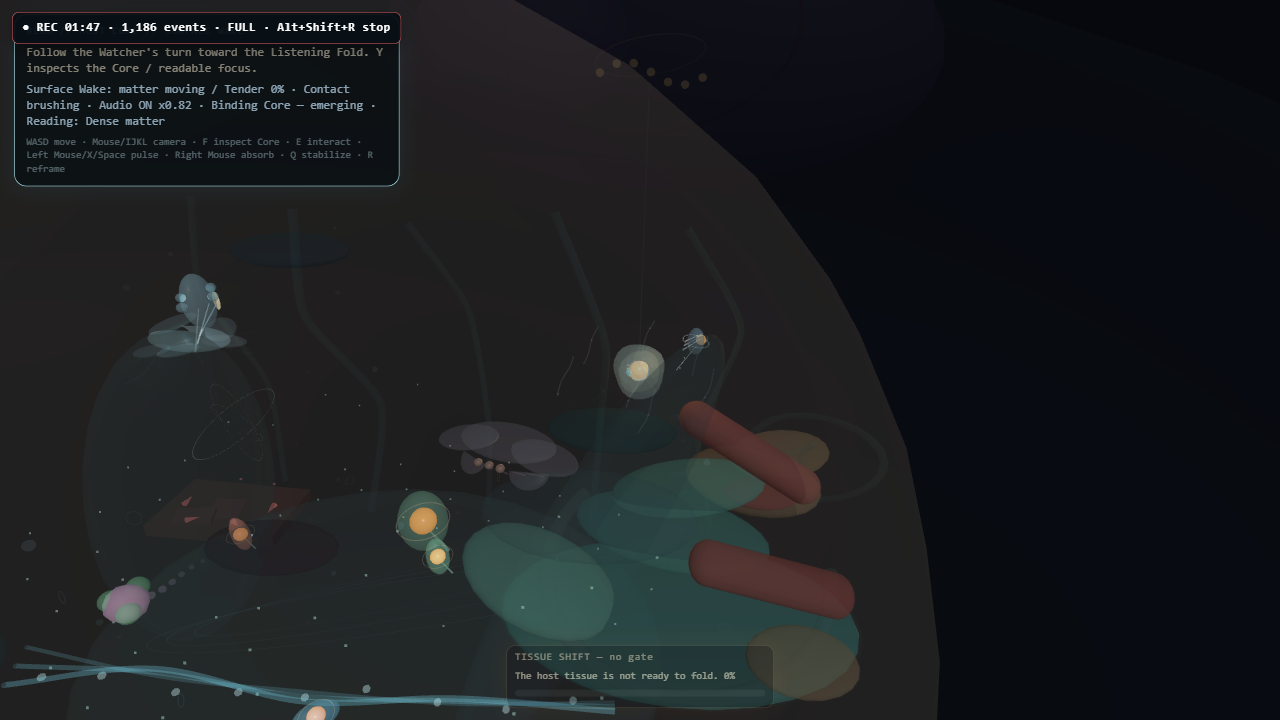 ● REC 01:47 · 1,186 events · FULL · Alt+Shift+R stop
Follow the Watcher's turn toward the Listening Fold. Y
inspects the Core / readable focus.
Surface Wake: matter moving / Tender 0% · Contact
brushing · Audio ON x0.82 · Binding Core — emerging ·
Reading: Dense matter
WASD move · Mouse/IJKL camera · F inspect Core · E interact ·
Left Mouse/X/Space pulse · Right Mouse absorb · Q stabilize · R
reframe
TISSUE SHIFT — no gate
The host tissue is not ready to fold. 0%